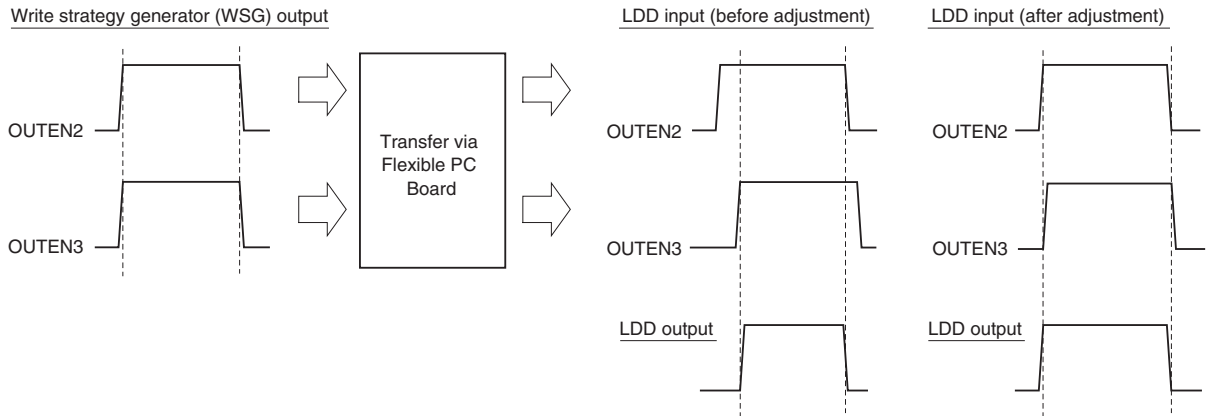 Write strategy generator (WSG) output
LDD input (before adjustment)
LDD input (after adjustment)
OUTEN2
OUTEN3
Transfer via
Flexible PC
Board
OUTEN2
OUTEN3
LDD output
OUTEN2
OUTEN3
LDD output